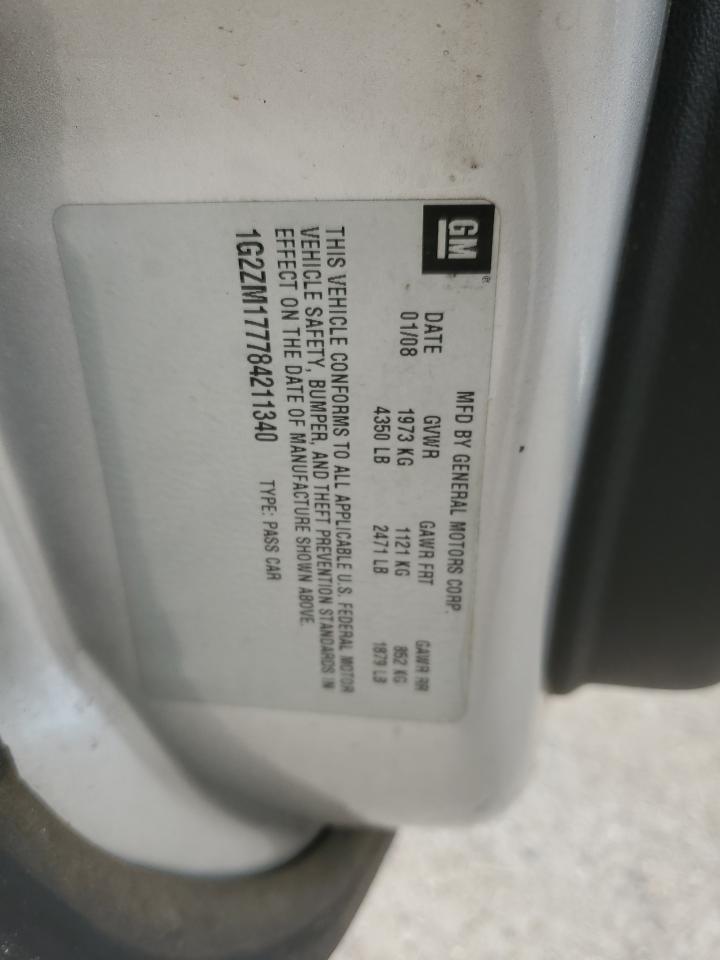 GM®
MFD BY GENERAL MOTORS CORP.
DATE GVWR GAWR FRT GAWR RR
01/08 1973 KG 1121 KG 852 KG
4350 LB 2471 LB 1879 LB
THIS VEHICLE CONFORMS TO ALL APPLICABLE U.S. FEDERAL MOTOR
VEHICLE SAFETY, BUMPER, AND THEFT PREVENTION STANDARDS IN
EFFECT ON THE DATE OF MANUFACTURE SHOWN ABOVE.
1G2ZM177784211340 TYPE: PASS CAR